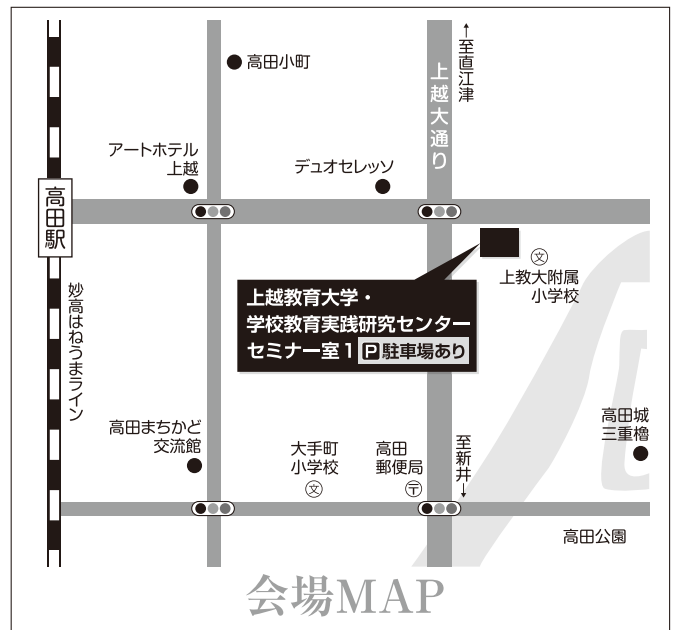 ↑至直江津
高田小町
上越大通り
アートホテル
上越
デュオセレッソ
高田駅
上教大附属
小学校
上越教育大学・
学校教育実践研究センター
セミナー室1 P駐車場あり
妙高はねうまライン
高田まちかど
交流館
大手町
小学校
高田
郵便局
至新井→
高田城
三重櫓
文
文
〒
高田公園
会場MAP